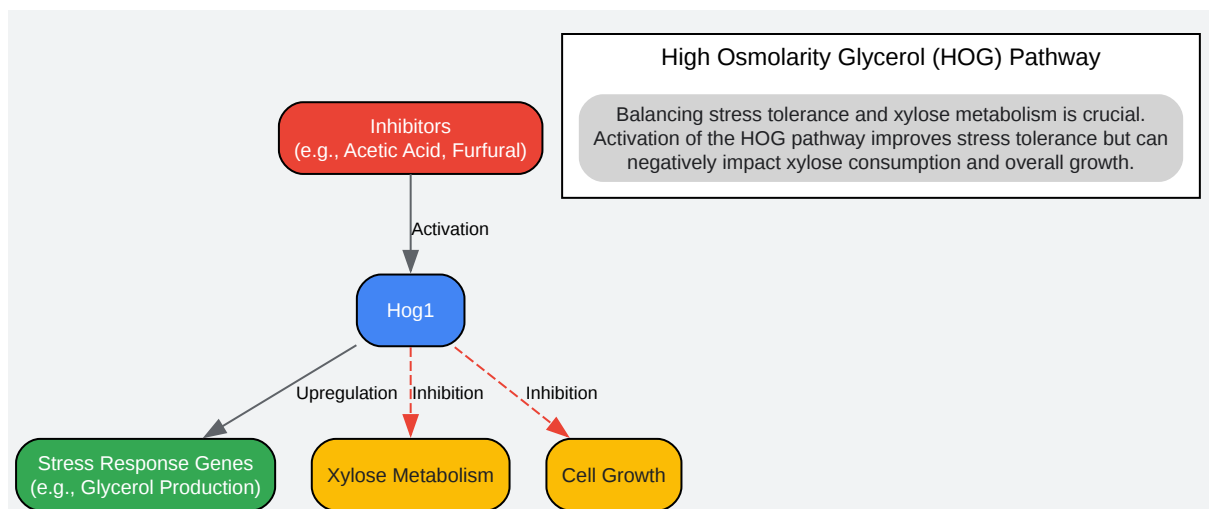 High Osmolarity Glycerol (HOG) Pathway
Balancing stress tolerance and xylose metabolism is crucial.
Activation of the HOG pathway improves stress tolerance but can
negatively impact xylose consumption and overall growth.
Inhibitors
(e.g., Acetic Acid, Furfural)
Activation
Hog1
Upregulation
Inhibition
Inhibition
Stress Response Genes
(e.g., Glycerol Production)
Xylose Metabolism
Cell Growth